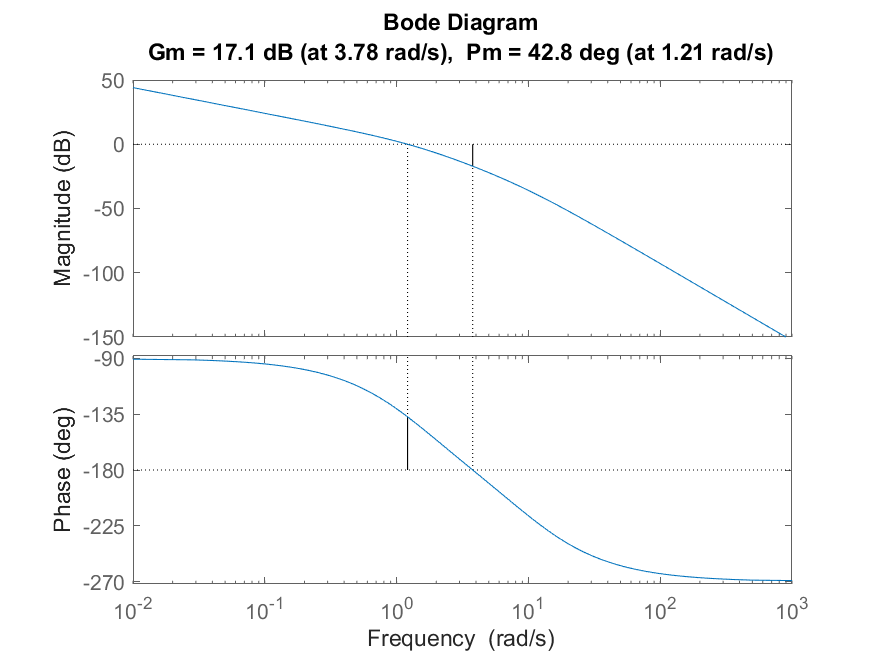 Bode Diagram
Gm = 17.1 dB (at 3.78 rad/s),  Pm = 42.8 deg (at 1.21 rad/s)
50
0
-50
-100
-150
Magnitude (dB)
-90
-135
-180
-225
-270
Phase (deg)
10^-2 10^-1 10^0 10^1 10^2 10^3
Frequency  (rad/s)